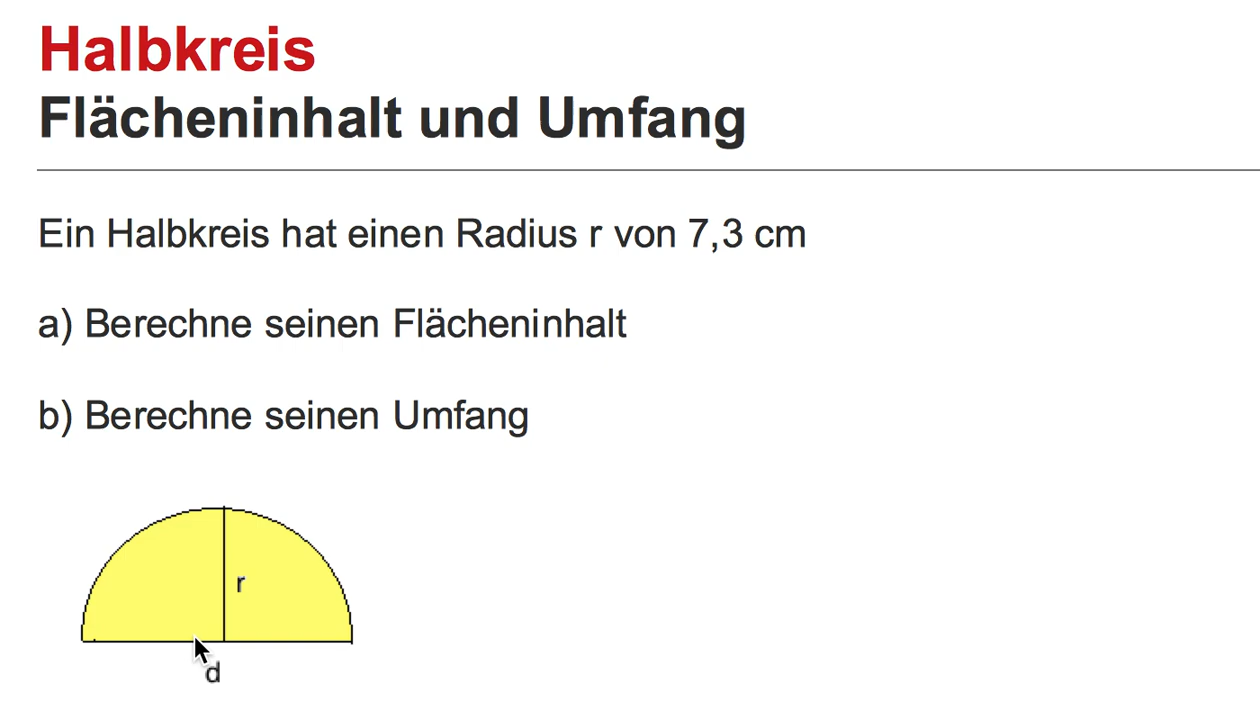 Halbkreis
Flächeninhalt und Umfang
Ein Halbkreis hat einen Radius r von 7,3 cm
a) Berechne seinen Flächeninhalt
b) Berechne seinen Umfang
r
d